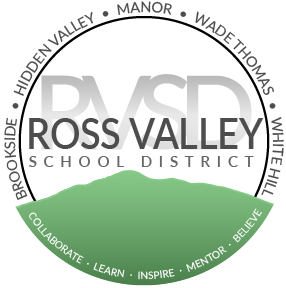 BROOKSIDE • HIDDEN VALLEY • MANOR • WADE THOMAS • WHITE HILL
RVSD
ROSS VALLEY
SCHOOL DISTRICT
COLLABORATE · LEARN · INSPIRE · MENTOR · BELIEVE